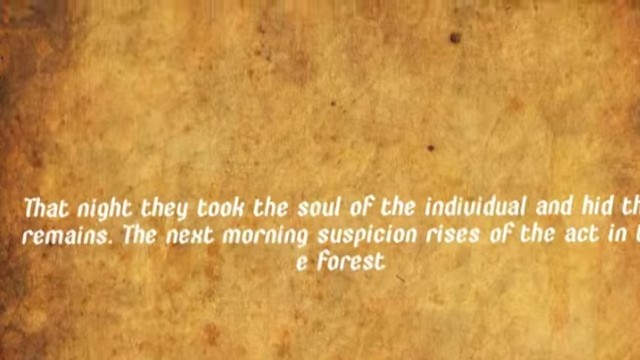 That night they took the soul of the individual and hid th
remains. The next morning suspicion rises of the act in
e forest